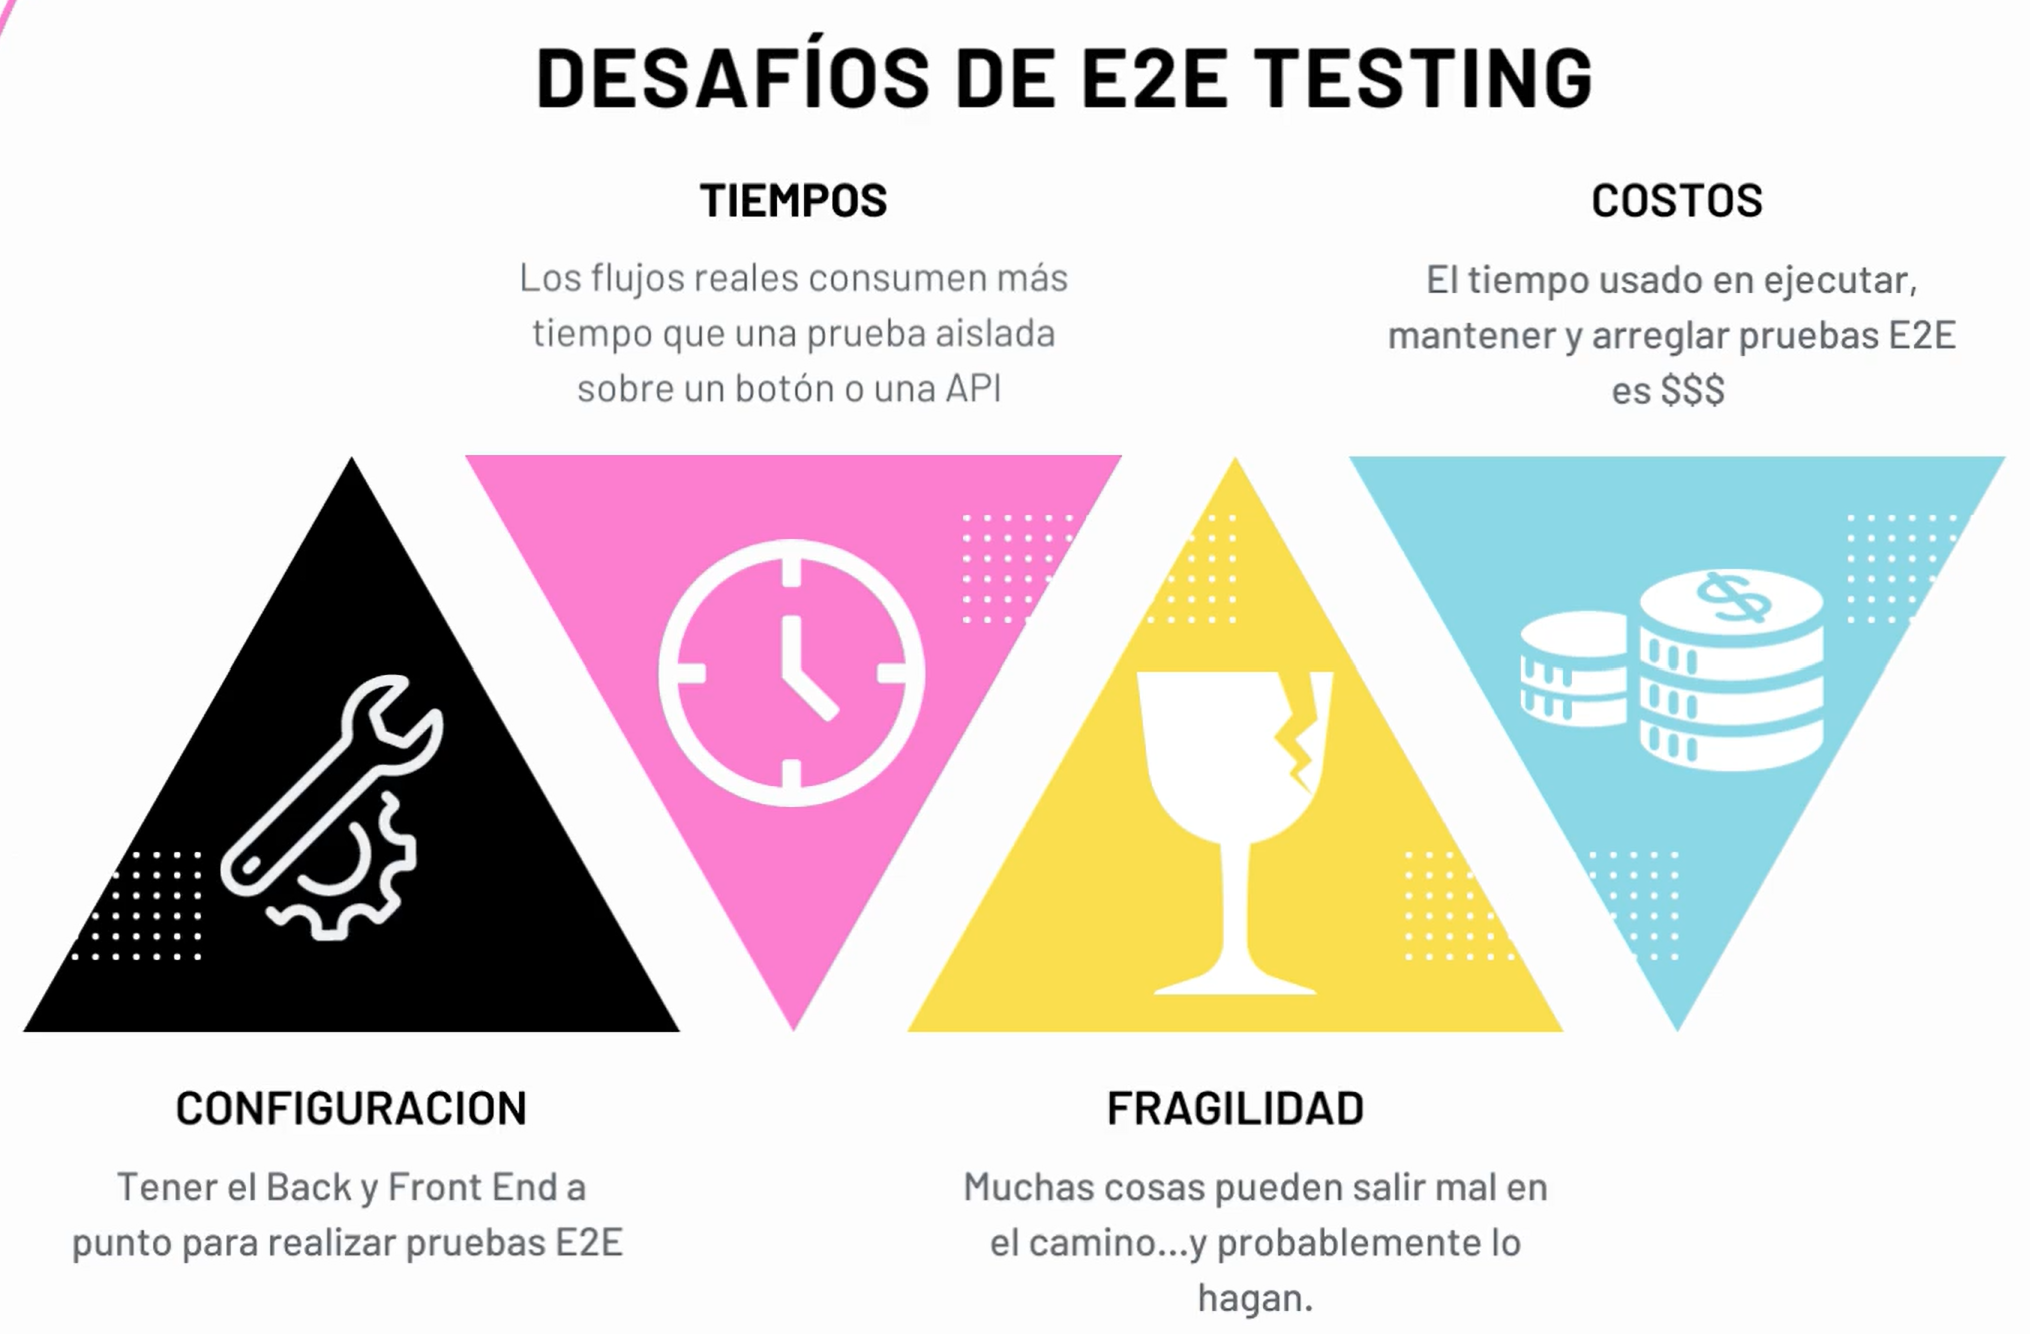 DESAFÍOS DE E2E TESTING
TIEMPOS
Los flujos reales consumen más
tiempo que una prueba aislada
sobre un botón o una API
COSTOS
El tiempo usado en ejecutar,
mantener y arreglar pruebas E2E
es $$$
$
CONFIGURACION
Tener el Back y Front End a
punto para realizar pruebas E2E
FRAGILIDAD
Muchas cosas pueden salir mal en
el camino...y probablemente lo
hagan.